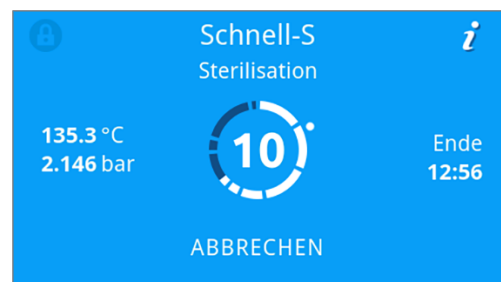 Schnell-S
i
Sterilisation
135.3 °C
2.146 bar
10
Ende
12:56
ABBRECHEN